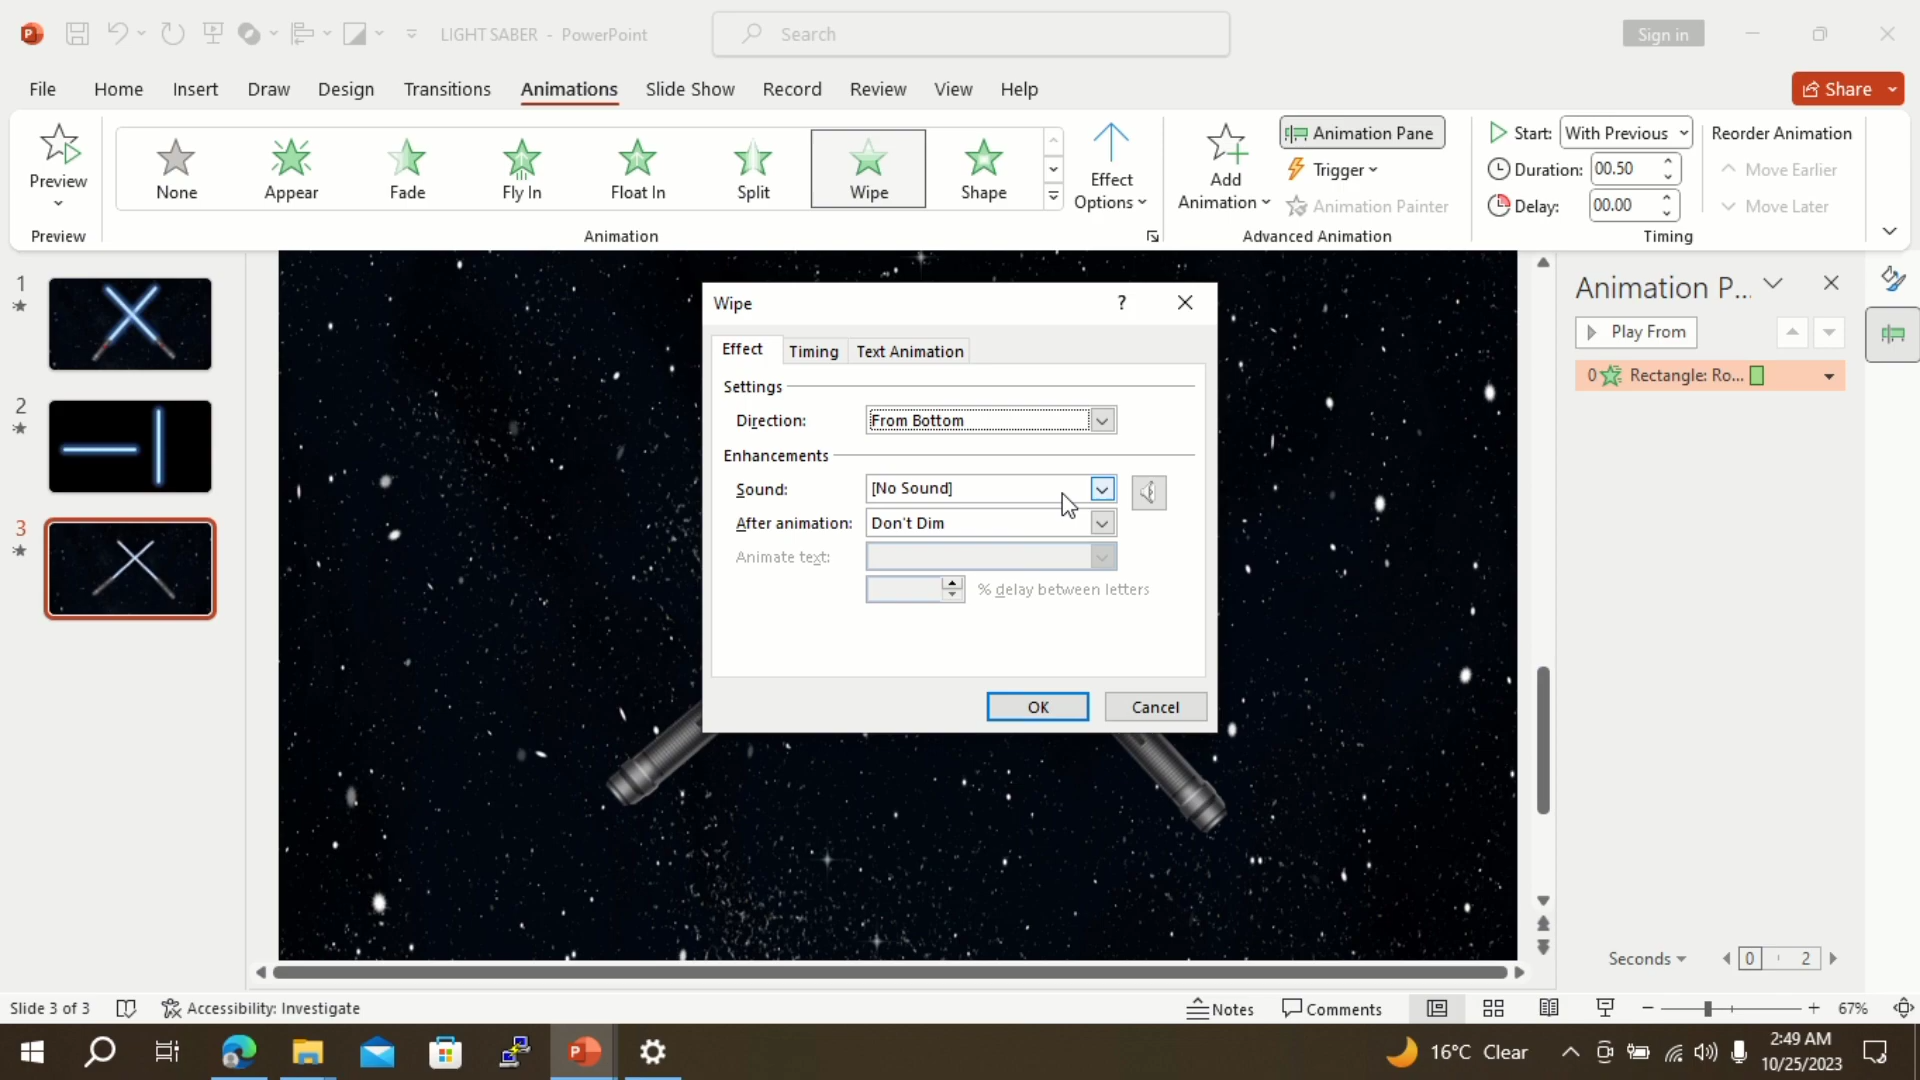 LIGHT SABER - PowerPoint
Search
Sign in
File
Home
Insert
Draw
Design
Transitions
Animations
Slide Show
Record
Review
View
Help
Share
Preview
None
Appear
Fade
Fly In
Float In
Split
Wipe
Shape
Effect
Options
Add
Animation
Animation Pane
Trigger
Animation Painter
Start: With Previous
Duration: 00.50
Delay: 00.00
Reorder Animation
Move Earlier
Move Later
Preview
Animation
Advanced Animation
Timing
1
2
3
Wipe
?
Effect
Timing
Text Animation
Settings
Direction: From Bottom
Enhancements
Sound: [No Sound]
After animation: Don't Dim
Animate text:
% delay between letters
OK
Cancel
Animation P...
Play From
0 Rectangle: Ro...
Seconds
0 2
Slide 3 of 3
Accessibility: Investigate
Notes
Comments
67%
16°C Clear
2:49 AM
10/25/2023